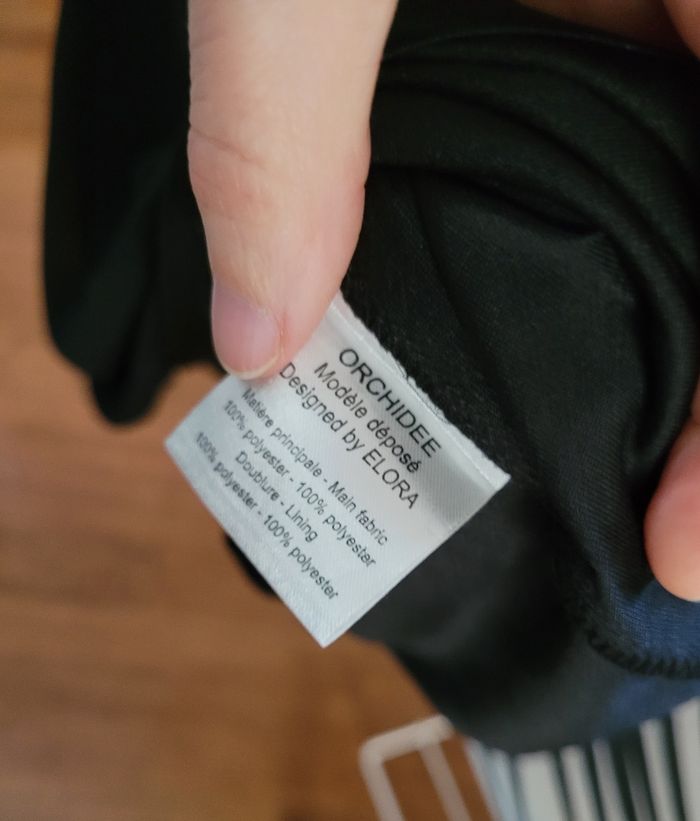 ORCHIDEE
Modèle déposé
Designed by ELORA
Matière principale - Main fabric
100% polyester - 100% polyester
Doublure - Lining
100% polyester - 100% polyester